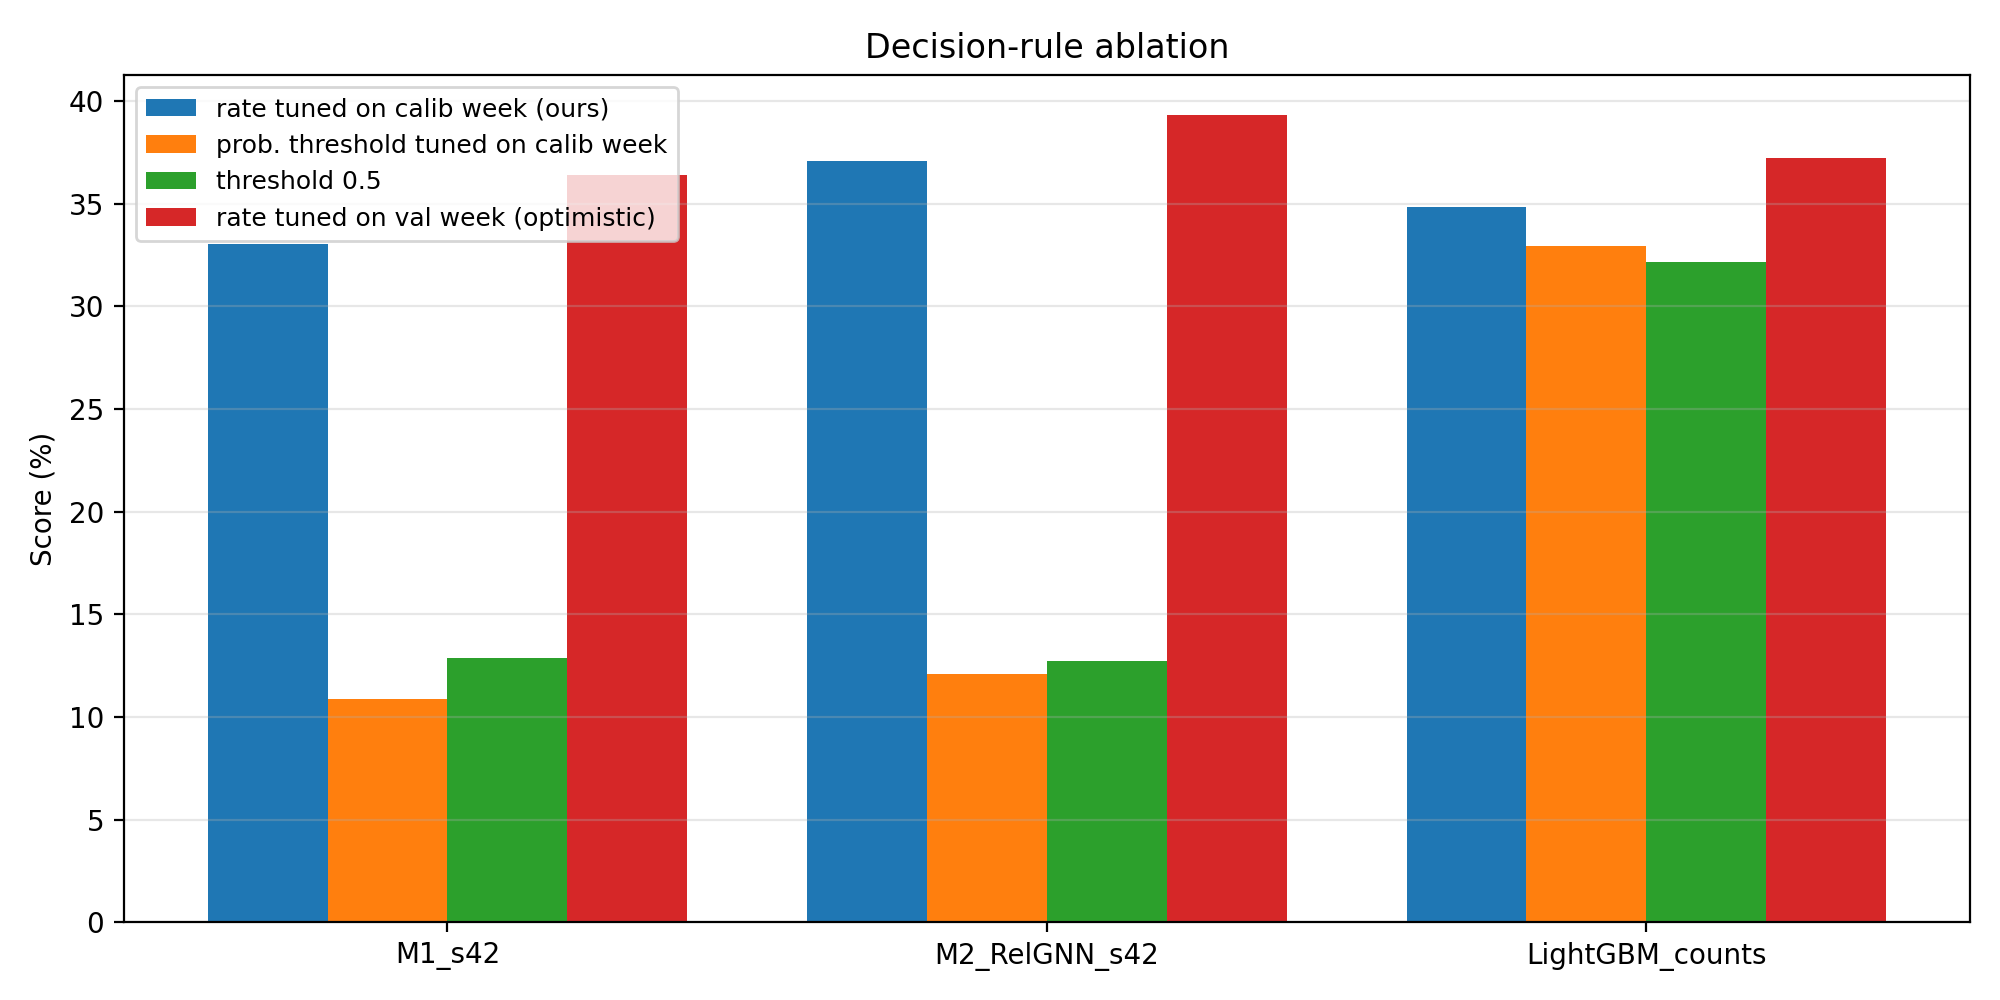 Decision-rule ablation
rate tuned on calib week (ours)
prob. threshold tuned on calib week
threshold 0.5
rate tuned on val week (optimistic)
Score (%)
40
35
30
25
20
15
10
5
0
M1_s42
M2_RelGNN_s42
LightGBM_counts